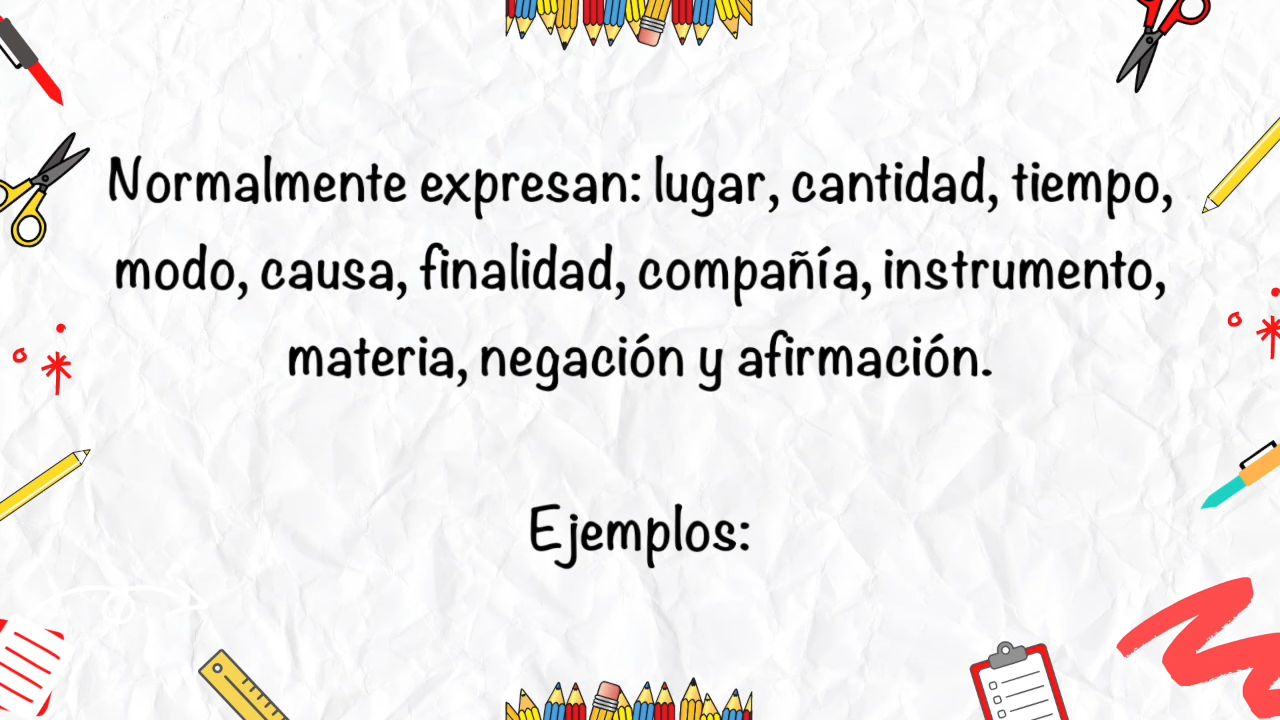 Normalmente expresan: lugar, cantidad, tiempo,
modo, causa, finalidad, compañía, instrumento,
materia, negación y afirmación.
Ejemplos: